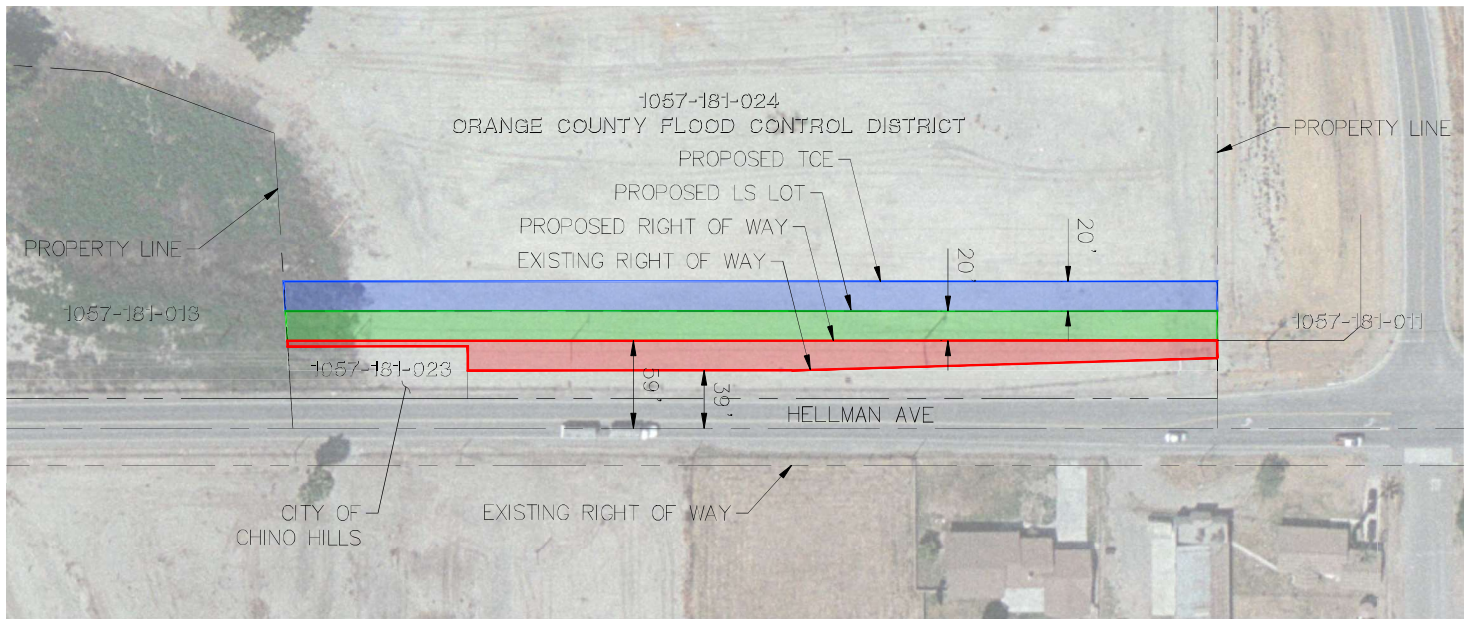 1057-181-024
ORANGE COUNTY FLOOD CONTROL DISTRICT
PROPERTY LINE
PROPOSED TCE
PROPOSED LS LOT
PROPOSED RIGHT OF WAY
EXISTING RIGHT OF WAY
20'
20'
PROPERTY LINE
1057-181-013
1057-181-011
1057-181-023
59'
39'
HELLMAN AVE
CITY OF
CHINO HILLS
EXISTING RIGHT OF WAY